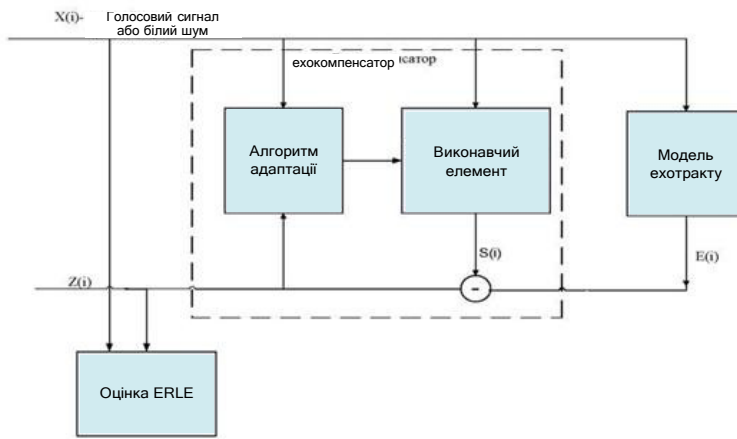 X(i)- Голосовий сигнал
або білий шум
ехокомпенсатор
Алгоритм
адаптації
Виконавчий
елемент
Модель
ехотракту
S(i)
E(i)
Z(i)
-
Оцінка ERLE